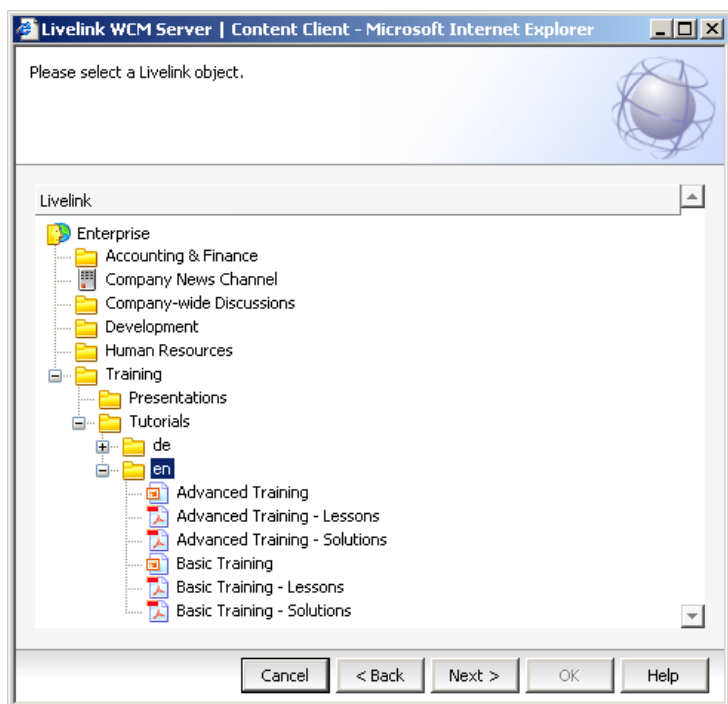 Livelink WCM Server | Content Client - Microsoft Internet Explorer
Please select a Livelink object.
Livelink
Enterprise
Accounting & Finance
Company News Channel
Company-wide Discussions
Development
Human Resources
Training
Presentations
Tutorials
de
en
Advanced Training
Advanced Training - Lessons
Advanced Training - Solutions
Basic Training
Basic Training - Lessons
Basic Training - Solutions
Cancel < Back Next > OK Help